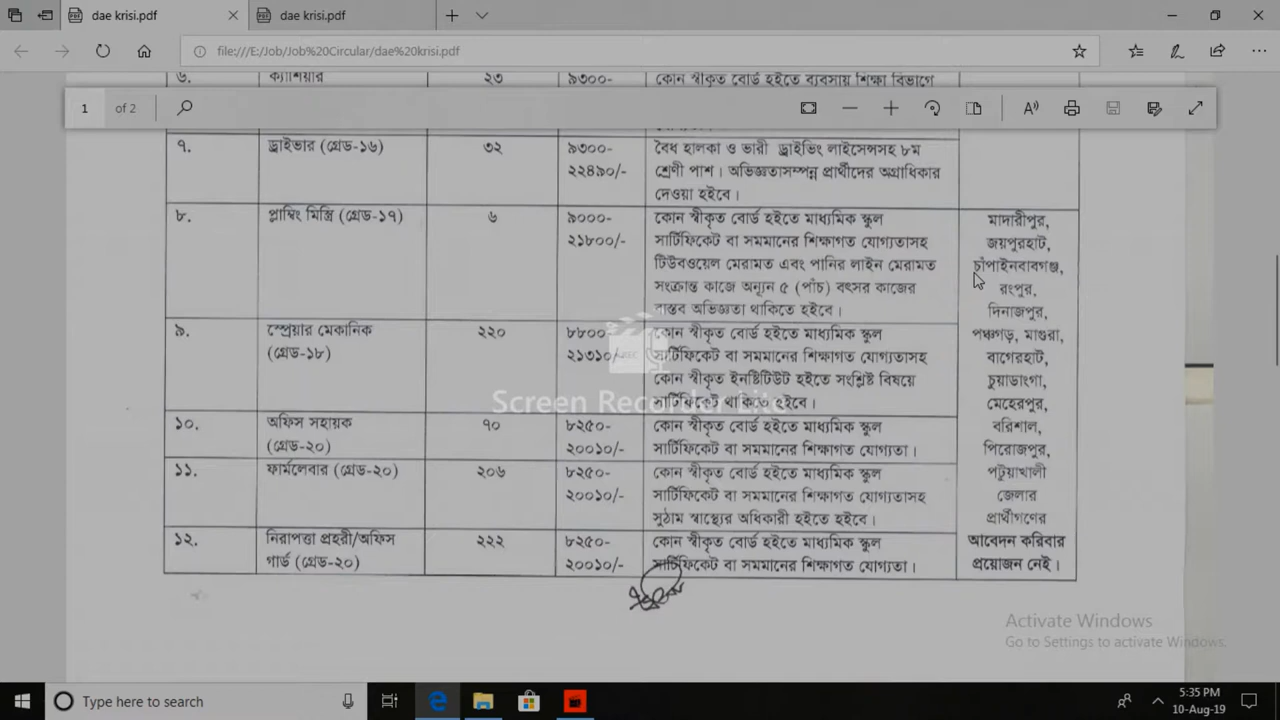 dae krisi.pdf
dae krisi.pdf
file:///E:/Job/Job%20Circular/dae%20krisi.pdf
৬. ক্যাশিয়ার ২৩ ৯৩০০- কোন স্বীকৃত বোর্ড হইতে ব্যবসায় শিক্ষা বিভাগে
1 of 2
৭. ড্রাইভার (গ্রেড-১৬) ৩২ ৯৩০০- বৈধ হালকা ও ভারী ড্রাইভিং লাইসেন্সসহ ৮ম
২২৪৯০/- শ্রেণী পাশ। অভিজ্ঞতাসম্পন্ন প্রার্থীদের অগ্রাধিকার
দেওয়া হইবে।
৮. প্লাম্বিং মিস্ত্রি (গ্রেড-১৭) ৬ ৯০০০- কোন স্বীকৃত বোর্ড হইতে মাধ্যমিক স্কুল মাদারীপুর,
২১৮০০/- সার্টিফিকেট বা সমমানের শিক্ষাগত যোগ্যতাসহ জয়পুরহাট,
টিউবওয়েল মেরামত এবং পানির লাইন মেরামত চাঁপাইনবাবগঞ্জ,
সংক্রান্ত কাজে অন্যূন ৫ (পাঁচ) বৎসর কাজের রংপুর,
বাস্তব অভিজ্ঞতা থাকিতে হইবে। দিনাজপুর,
৯. স্প্রেয়ার মেকানিক ২২০ ৮৮০০- কোন স্বীকৃত বোর্ড হইতে মাধ্যমিক স্কুল পঞ্চগড়, মাগুরা,
(গ্রেড-১৮) ২১৩১০/- সার্টিফিকেট বা সমমানের শিক্ষাগত যোগ্যতাসহ বাগেরহাট,
কোন স্বীকৃত ইনস্টিটিউট হইতে সংশ্লিষ্ট বিষয়ে চুয়াডাংগা,
সার্টিফিকেট থাকিতে হইবে। মেহেরপুর,
Screen Recorder Lite
১০. অফিস সহায়ক ৭০ ৮২৫০- কোন স্বীকৃত বোর্ড হইতে মাধ্যমিক স্কুল বরিশাল,
(গ্রেড-২০) ২০০১০/- সার্টিফিকেট বা সমমানের শিক্ষাগত যোগ্যতা। পিরোজপুর,
১১. ফার্মলেবার (গ্রেড-২০) ২০৬ ৮২৫০- কোন স্বীকৃত বোর্ড হইতে মাধ্যমিক স্কুল পটুয়াখালী
২০০১০/- সার্টিফিকেট বা সমমানের শিক্ষাগত যোগ্যতাসহ জেলার
সুঠাম স্বাস্থ্যের অধিকারী হইতে হইবে। প্রার্থীগণের
১২. নিরাপত্তা প্রহরী/অফিস ২২২ ৮২৫০- কোন স্বীকৃত বোর্ড হইতে মাধ্যমিক স্কুল আবেদন করিবার
গার্ড (গ্রেড-২০) ২০০১০/- সার্টিফিকেট বা সমমানের শিক্ষাগত যোগ্যতা। প্রয়োজন নেই।
Activate Windows
Go to Settings to activate Windows.
Type here to search
5:35 PM
10-Aug-19